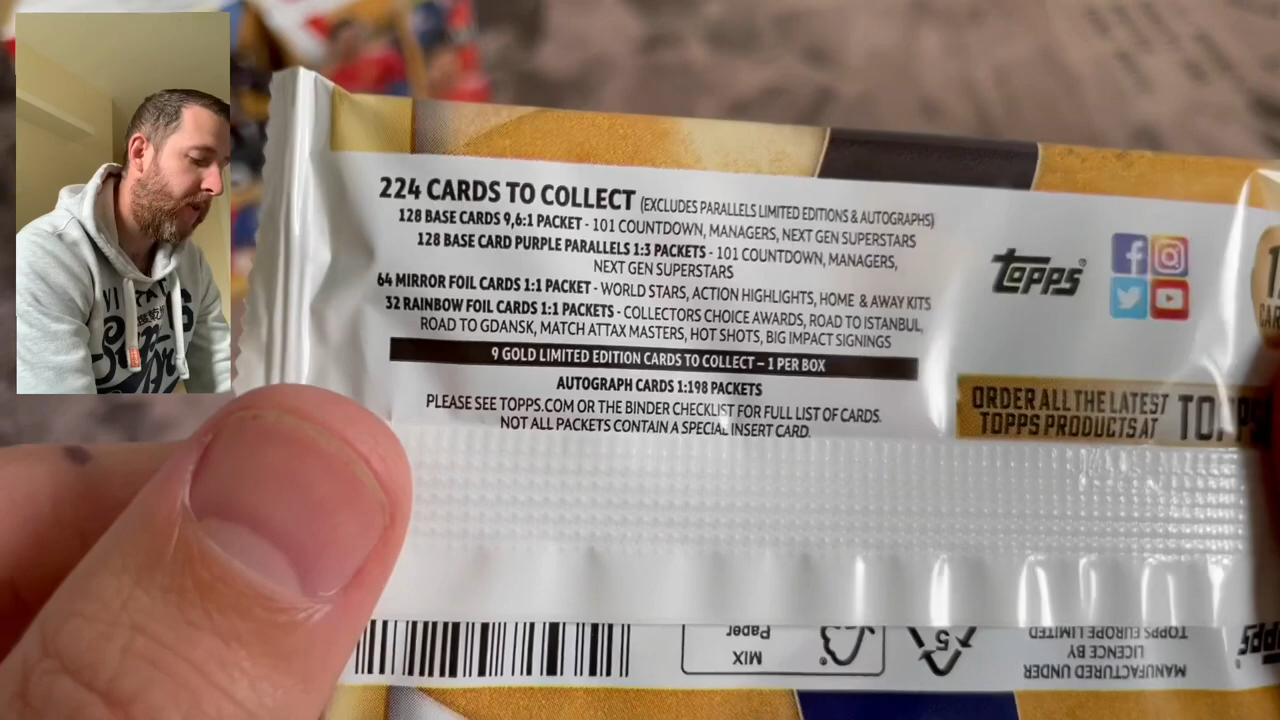 224 CARDS TO COLLECT (EXCLUDES PARALLELS LIMITED EDITIONS & AUTOGRAPHS)
128 BASE CARDS 9,6:1 PACKET - 101 COUNTDOWN, MANAGERS, NEXT GEN SUPERSTARS
128 BASE CARD PURPLE PARALLELS 1:3 PACKETS - 101 COUNTDOWN, MANAGERS,
NEXT GEN SUPERSTARS
64 MIRROR FOIL CARDS 1:1 PACKET - WORLD STARS, ACTION HIGHLIGHTS, HOME & AWAY KITS
32 RAINBOW FOIL CARDS 1:1 PACKETS - COLLECTORS CHOICE AWARDS, ROAD TO ISTANBUL,
ROAD TO GDANSK, MATCH ATTAX MASTERS, HOT SHOTS, BIG IMPACT SIGNINGS
9 GOLD LIMITED EDITION CARDS TO COLLECT – 1 PER BOX
AUTOGRAPH CARDS 1:198 PACKETS
PLEASE SEE TOPPS.COM OR THE BINDER CHECKLIST FOR FULL LIST OF CARDS.
NOT ALL PACKETS CONTAIN A SPECIAL INSERT CARD.
topps®
ORDER ALL THE LATEST
TOPPS PRODUCTS AT
MANUFACTURED UNDER
LICENCE BY
TOPPS EUROPE LIMITED
5
MIX
Paper
topps